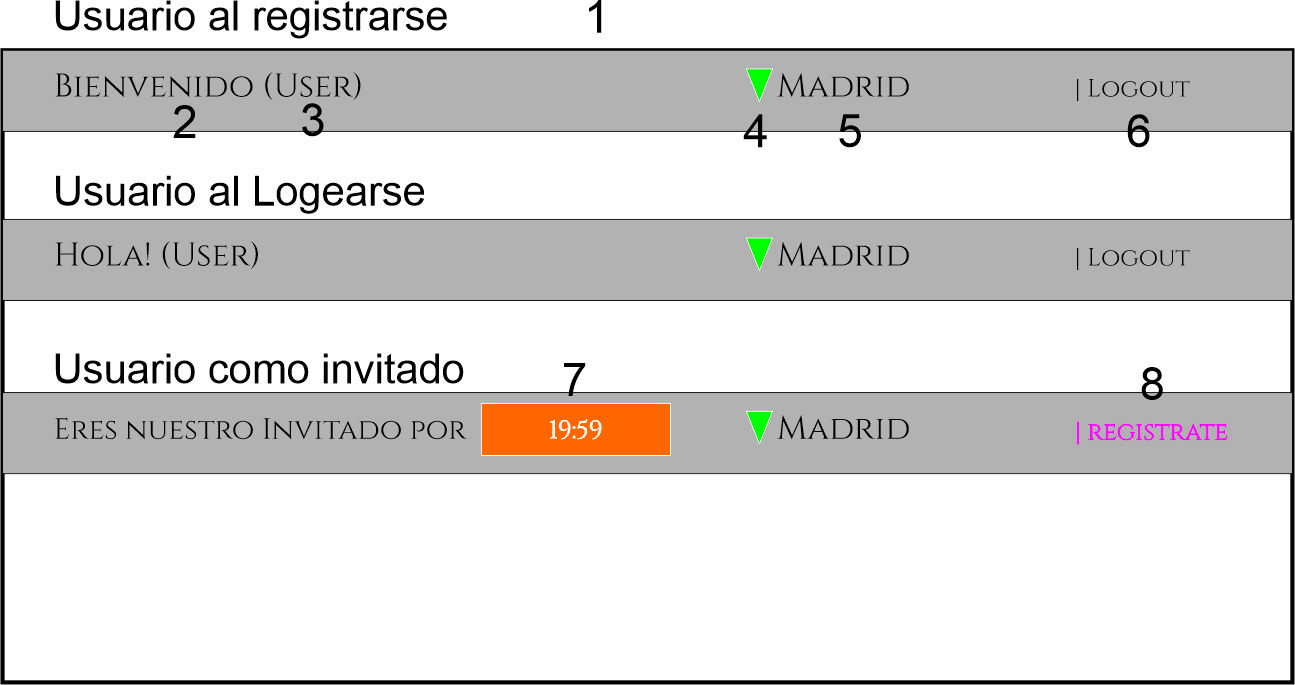 Usuario al registrarse 1
Bienvenido (User) Madrid | Logout
2 3 4 5 6
Usuario al Logearse
Hola! (User) Madrid | Logout
Usuario como invitado 7 8
Eres nuestro Invitado por 19:59 Madrid | registrate